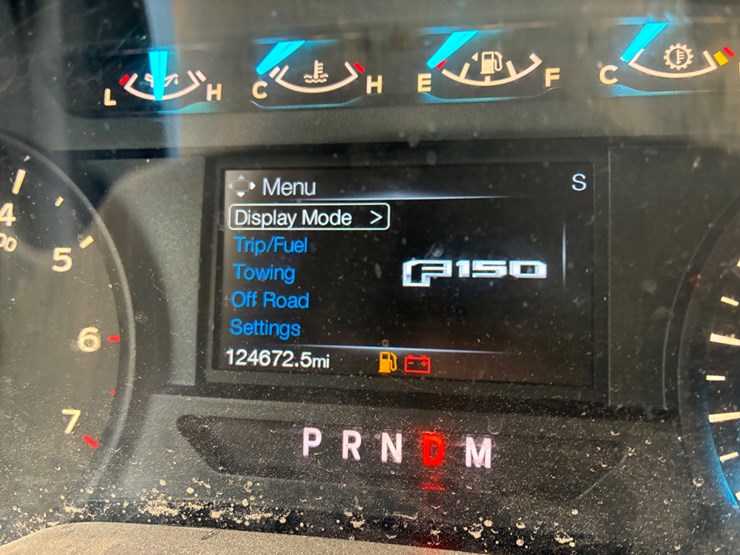 L H C H E F C
Menu S
Display Mode >
4 Trip/Fuel
5 Towing
Off Road
F150
Settings
6
124672.5mi
7
P R N D M